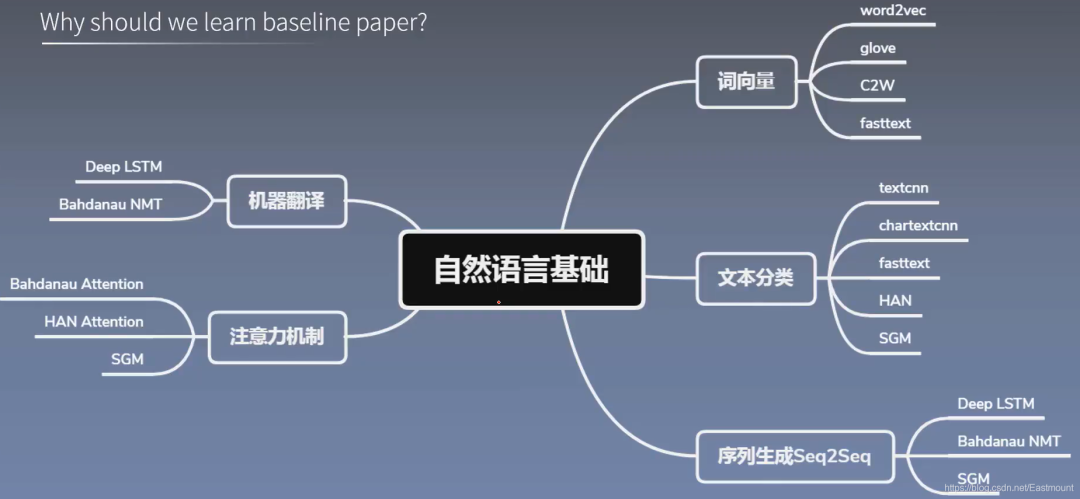 Why should we learn baseline paper?
自然语言基础
词向量
word2vec
glove
C2W
fasttext
文本分类
textcnn
chartextcnn
fasttext
HAN
SGM
序列生成Seq2Seq
Deep LSTM
Bahdanau NMT
SGM
机器翻译
Deep LSTM
Bahdanau NMT
注意力机制
Bahdanau Attention
HAN Attention
SGM
https://blog.csdn.net/Eastmount